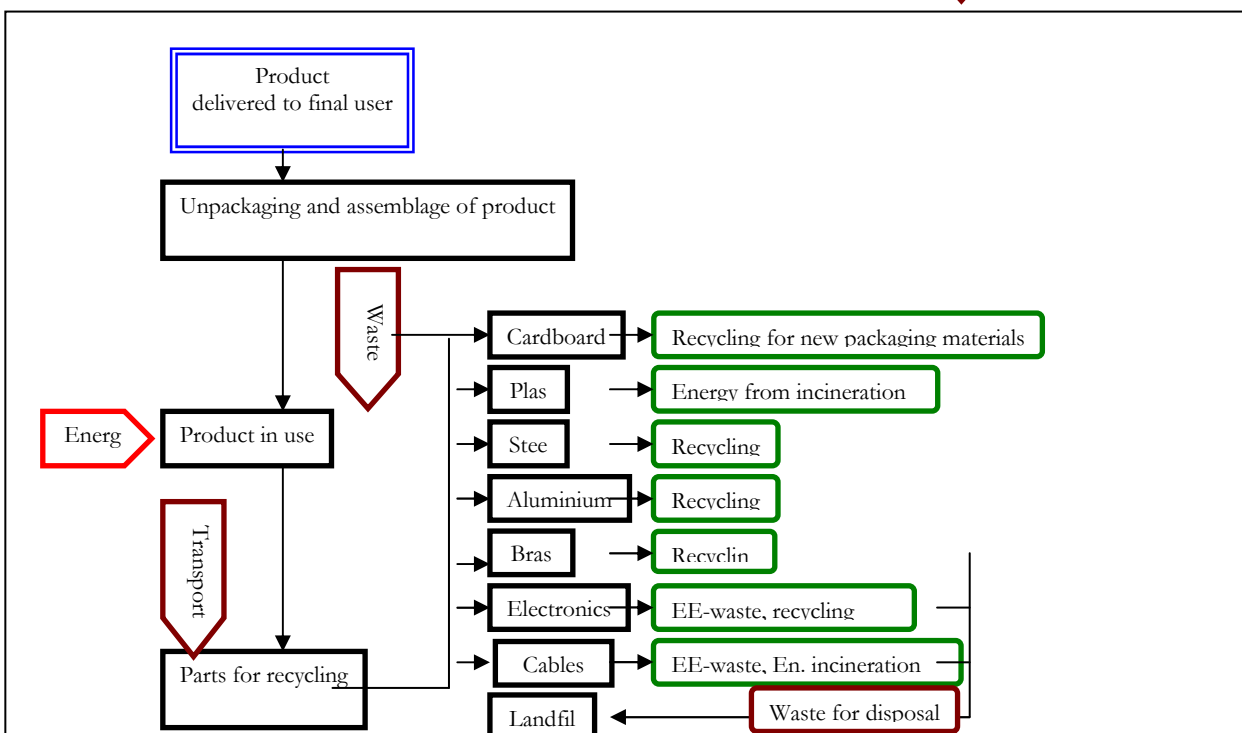 Product
delivered to final user
Unpackaging and assemblage of product
Waste
Cardboard
Recycling for new packaging materials
Plas
Energy from incineration
Energ
Product in use
Stee
Recycling
Aluminium
Recycling
Transport
Bras
Recyclin
Electronics
EE-waste, recycling
Parts for recycling
Cables
EE-waste, En. incineration
Landfil
Waste for disposal